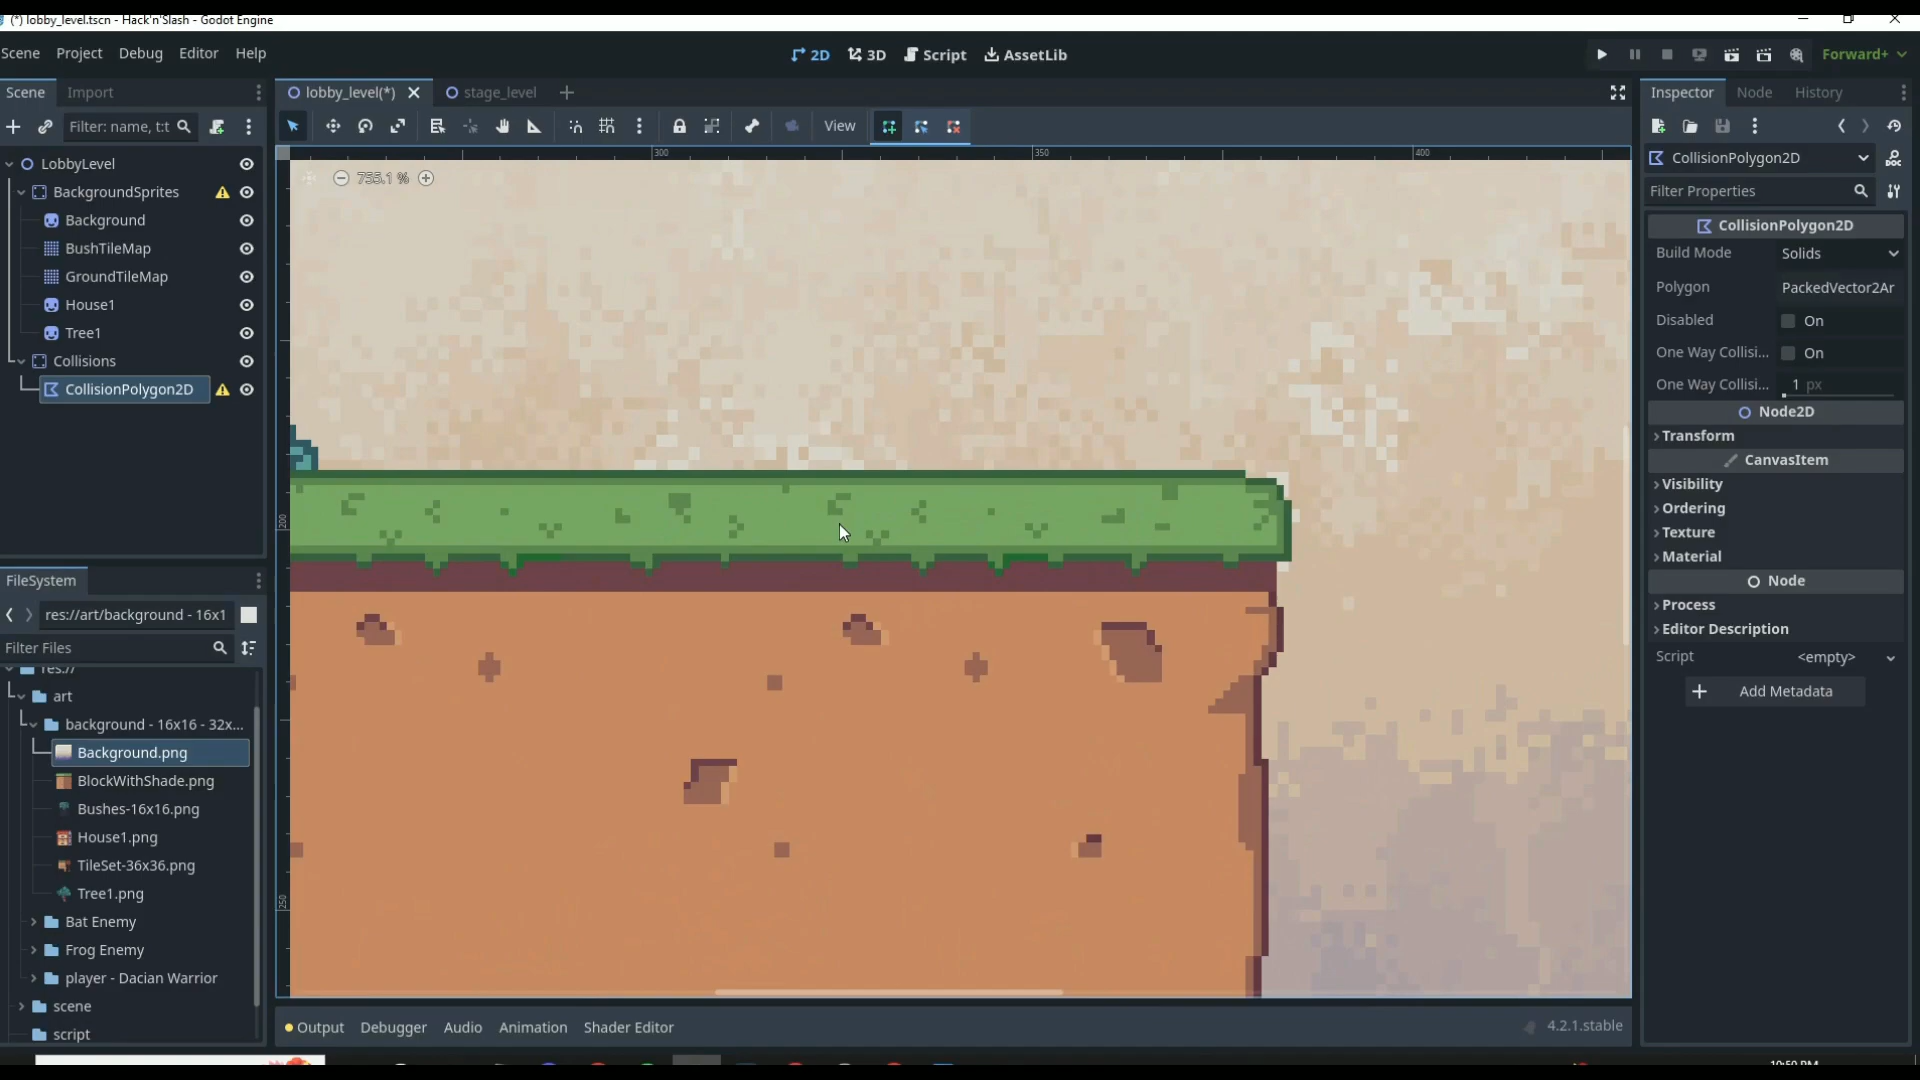 (*) lobby_level.tscn - Hack'n'Slash - Godot Engine
Scene Project Debug Editor Help
2D 3D Script AssetLib
Forward+
Scene Import
lobby_level(*)
stage_level
Inspector Node History
Filter: name, t:t
View
LobbyLevel
BackgroundSprites
Background
BushTileMap
GroundTileMap
House1
Tree1
Collisions
CollisionPolygon2D
300
350
400
755.1 %
200
250
FileSystem
res://art/background - 16x1
Filter Files
res://
art
background - 16x16 - 32x...
Background.png
BlockWithShade.png
Bushes-16x16.png
House1.png
TileSet-36x36.png
Tree1.png
Bat Enemy
Frog Enemy
player - Dacian Warrior
scene
script
CollisionPolygon2D
Filter Properties
CollisionPolygon2D
Build Mode Solids
Polygon PackedVector2Ar
Disabled On
One Way Collisi... On
One Way Collisi... 1 px
Node2D
Transform
CanvasItem
Visibility
Ordering
Texture
Material
Node
Process
Editor Description
Script <empty>
Add Metadata
Output Debugger Audio Animation Shader Editor
4.2.1.stable